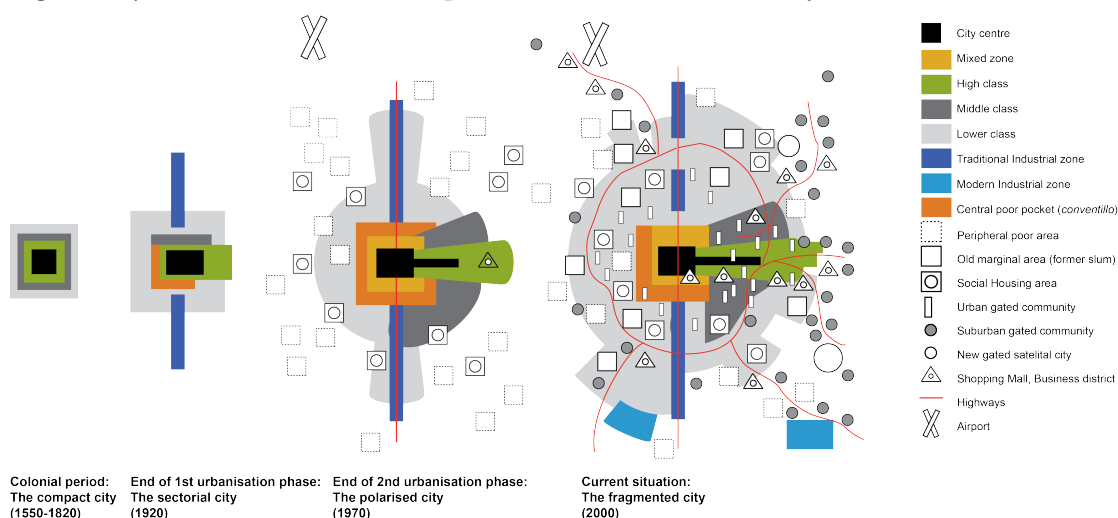 City centre
Mixed zone
High class
Middle class
Lower class
Traditional Industrial zone
Modern Industrial zone
Central poor pocket (conventillo)
Peripheral poor area
Old marginal area (former slum)
Social Housing area
Urban gated community
Suburban gated community
New gated satelital city
Shopping Mall, Business district
Highways
Airport
Colonial period:
The compact city
(1550-1820)
End of 1st urbanisation phase:
The sectorial city
(1920)
End of 2nd urbanisation phase:
The polarised city
(1970)
Current situation:
The fragmented city
(2000)